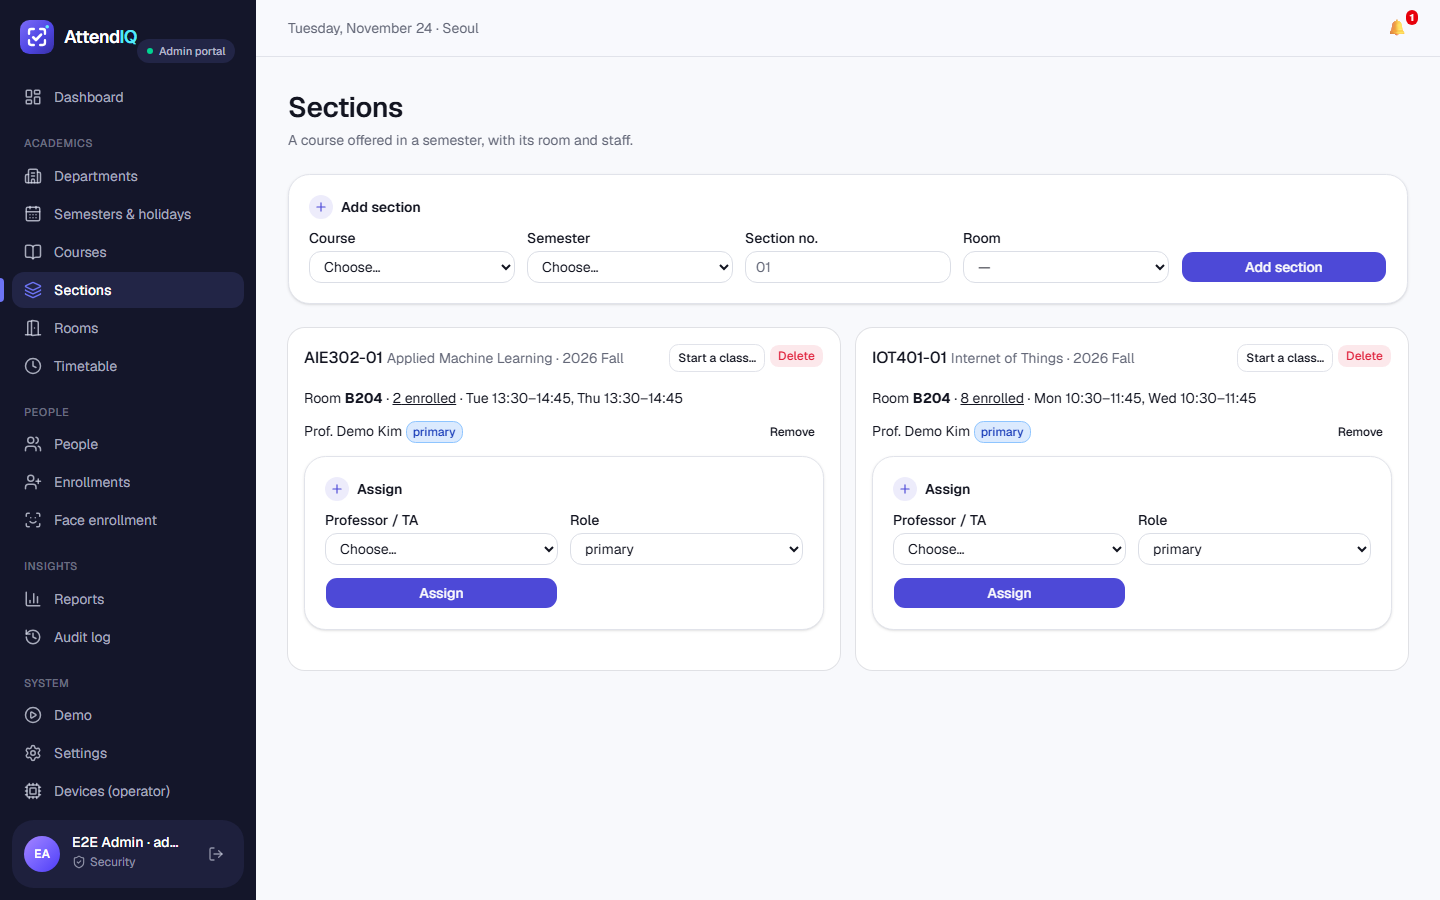 AttendIQ
Admin portal
Dashboard
ACADEMICS
Departments
Semesters & holidays
Courses
Sections
Rooms
Timetable
PEOPLE
People
Enrollments
Face enrollment
INSIGHTS
Reports
Audit log
SYSTEM
Demo
Settings
Devices (operator)
EA
E2E Admin · ad...
Security
Tuesday, November 24 · Seoul
1
Sections
A course offered in a semester, with its room and staff.
+ Add section
Course Semester Section no. Room
Choose... Choose... 01 — Add section
AIE302-01 Applied Machine Learning · 2026 Fall Start a class... Delete
Room B204 · 2 enrolled · Tue 13:30–14:45, Thu 13:30–14:45
Prof. Demo Kim primary Remove
+ Assign
Professor / TA Role
Choose... primary
Assign
IOT401-01 Internet of Things · 2026 Fall Start a class... Delete
Room B204 · 8 enrolled · Mon 10:30–11:45, Wed 10:30–11:45
Prof. Demo Kim primary Remove
+ Assign
Professor / TA Role
Choose... primary
Assign